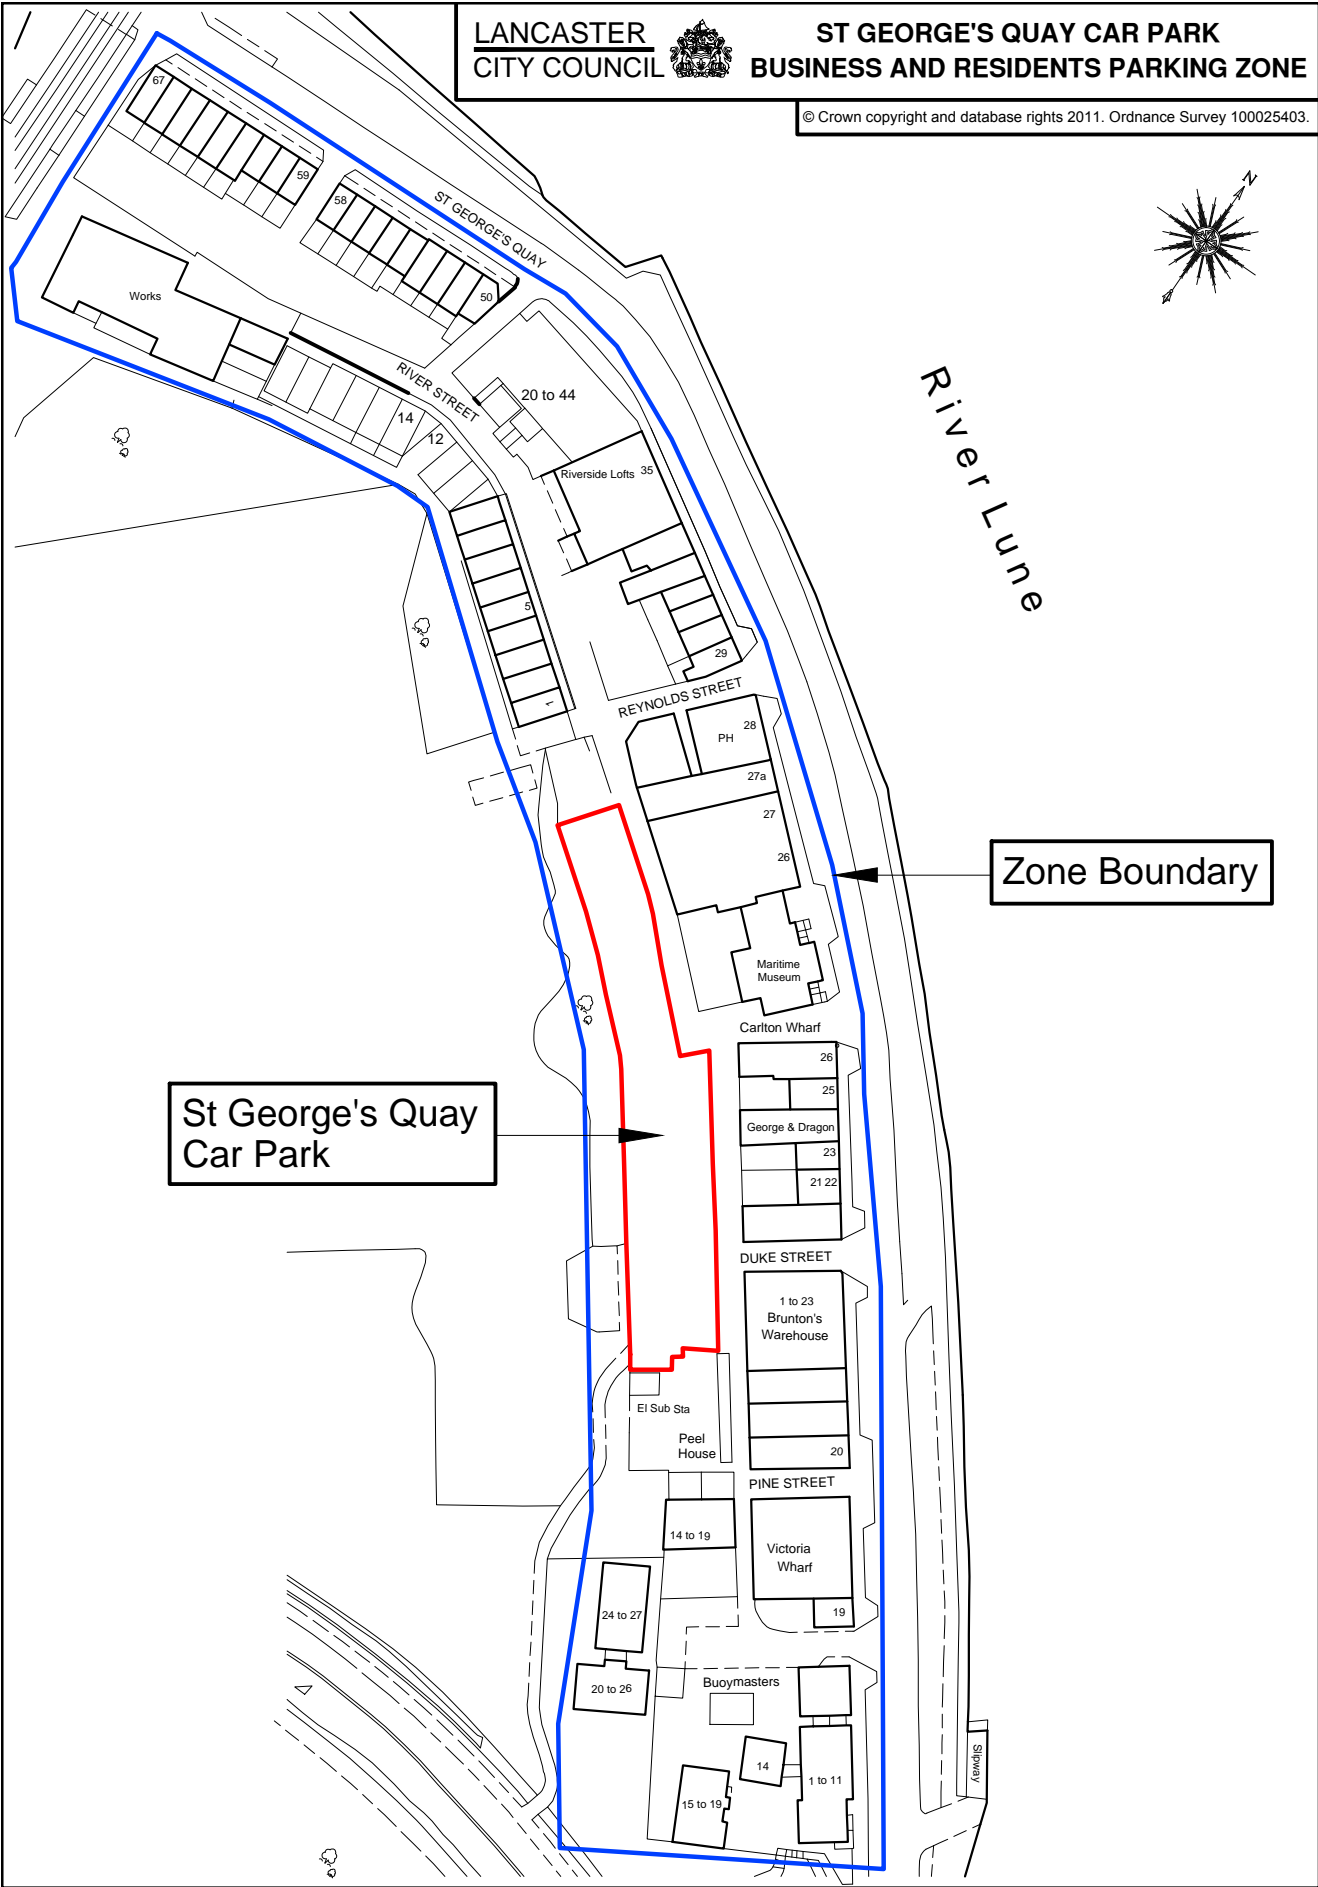 LANCASTER
CITY COUNCIL
ST GEORGE'S QUAY CAR PARK
BUSINESS AND RESIDENTS PARKING ZONE
© Crown copyright and database rights 2011. Ordnance Survey 100025403.
N
67
59
58
ST GEORGE'S QUAY
50
Works
RIVER STREET
14
12
20 to 44
Riverside Lofts 35
River Lune
5
1
29
REYNOLDS STREET
28
PH
27a
27
26
Zone Boundary
Maritime
Museum
Carlton Wharf
26
25
George & Dragon
23
21 22
St George's Quay
Car Park
DUKE STREET
1 to 23
Brunton's
Warehouse
El Sub Sta
Peel
House
20
PINE STREET
14 to 19
Victoria
Wharf
19
24 to 27
20 to 26
Buoymasters
14
1 to 11
15 to 19
Slipway